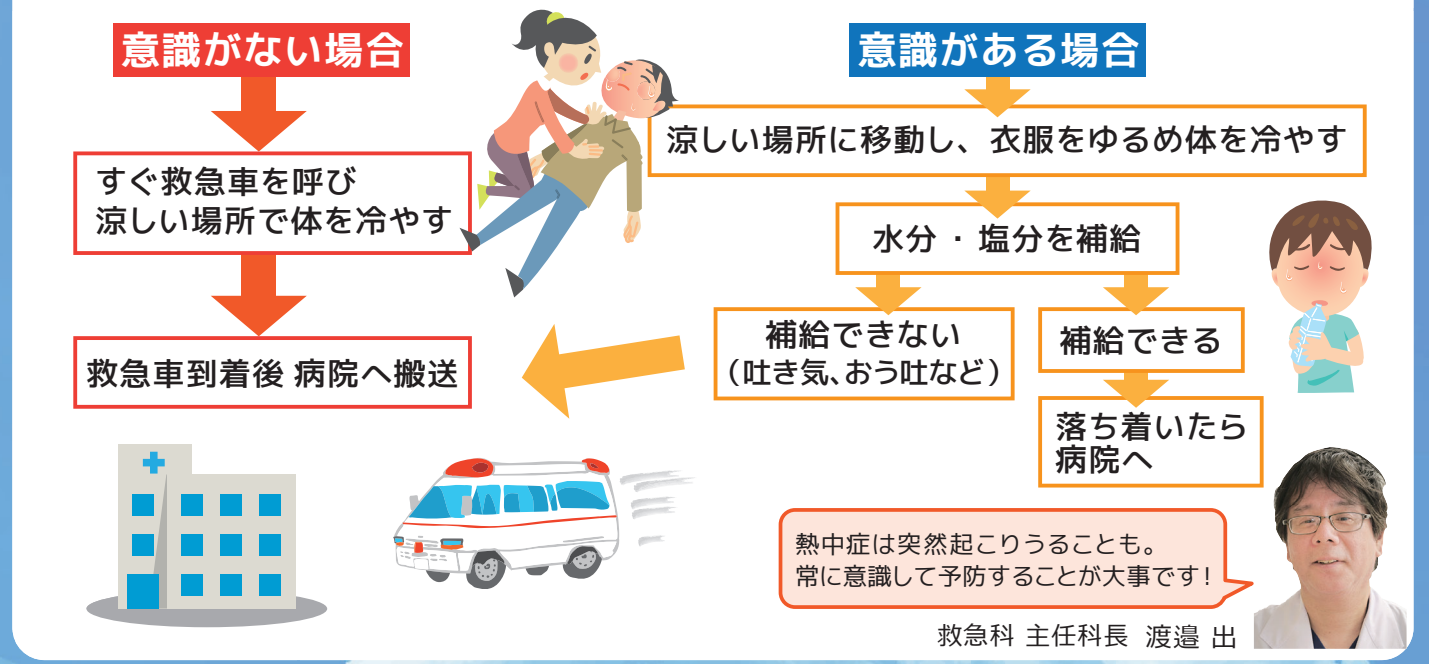 意識がない場合
すぐ救急車を呼び
涼しい場所で体を冷やす
救急車到着後 病院へ搬送
意識がある場合
涼しい場所に移動し、衣服をゆるめ体を冷やす
水分・塩分を補給
補給できない
（吐き気、おう吐など）
補給できる
落ち着いたら
病院へ
熱中症は突然起こりうることも。
常に意識して予防することが大事です！
救急科 主任科長 渡邉 出